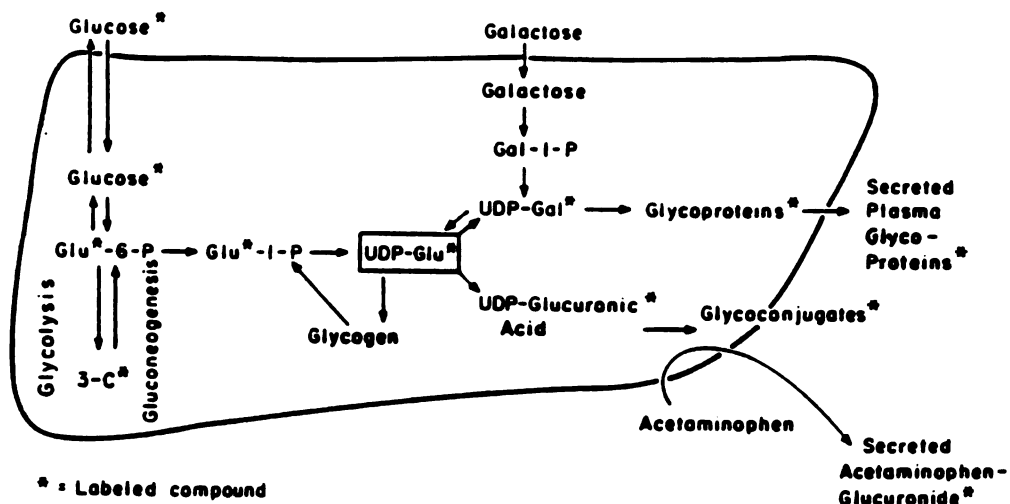 Glucose*
Galactose
Galactose
Gal-1-P
Glucose*
UDP-Gal*
Glycoproteins*
Secreted
Plasma
Glyco-
Proteins*
Glu*-6-P
Glu*-1-P
UDP-Glu*
Glycolysis
Gluconeogenesis
Glycogen
UDP-Glucuronic*
Acid
Glycoconjugates*
3-C*
Acetaminophen
Secreted
Acetaminophen-
Glucuronide*
* = Labeled compound